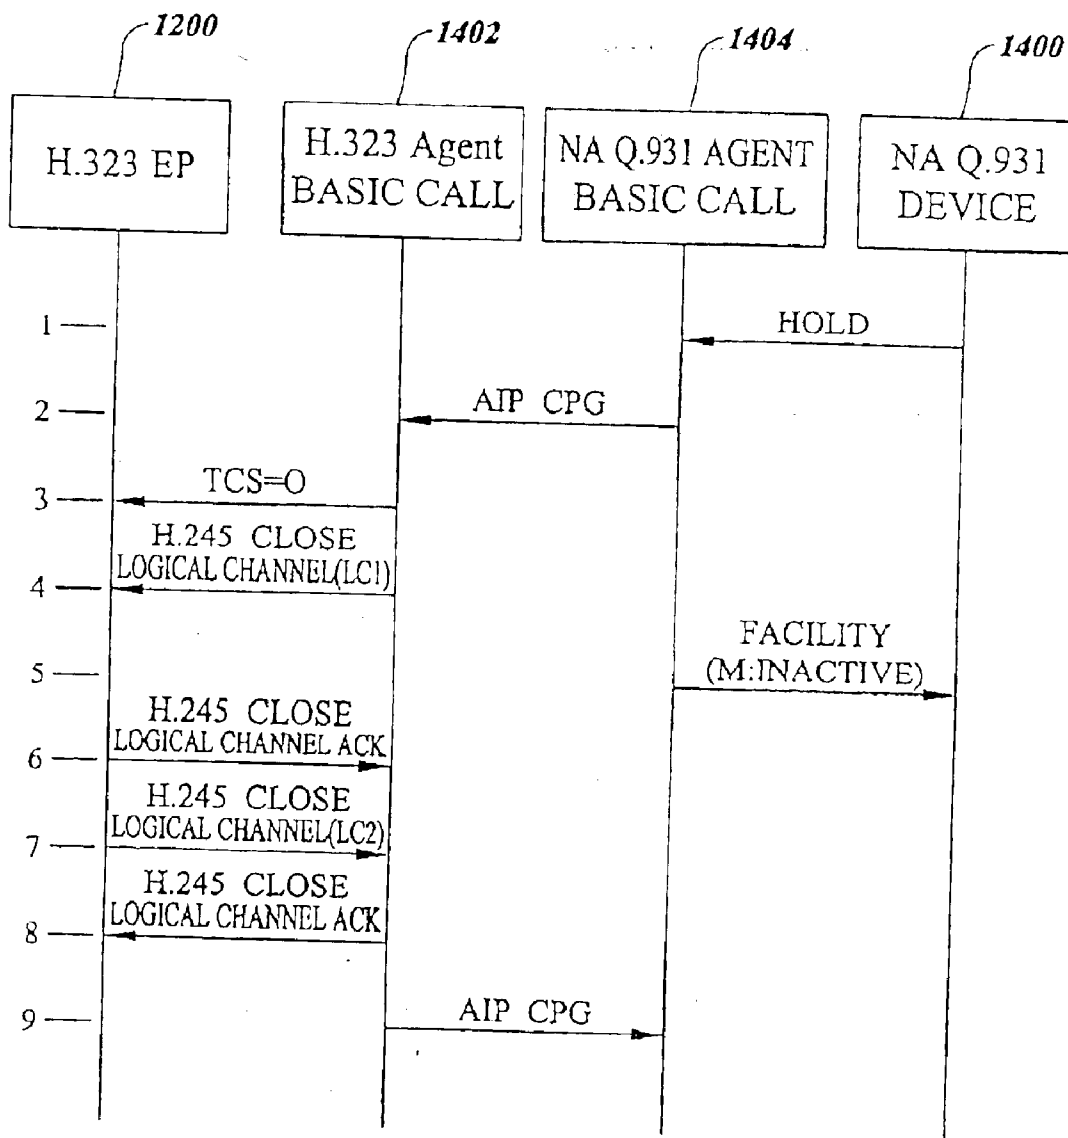 1200
1402
1404
1400
H.323 EP
H.323 Agent
BASIC CALL
NA Q.931 AGENT
BASIC CALL
NA Q.931
DEVICE
1
HOLD
2
AIP CPG
3
TCS=O
H.245 CLOSE
LOGICAL CHANNEL(LC1)
4
FACILITY
(M:INACTIVE)
5
H.245 CLOSE
LOGICAL CHANNEL ACK
6
H.245 CLOSE
LOGICAL CHANNEL(LC2)
7
H.245 CLOSE
LOGICAL CHANNEL ACK
8
9
AIP CPG